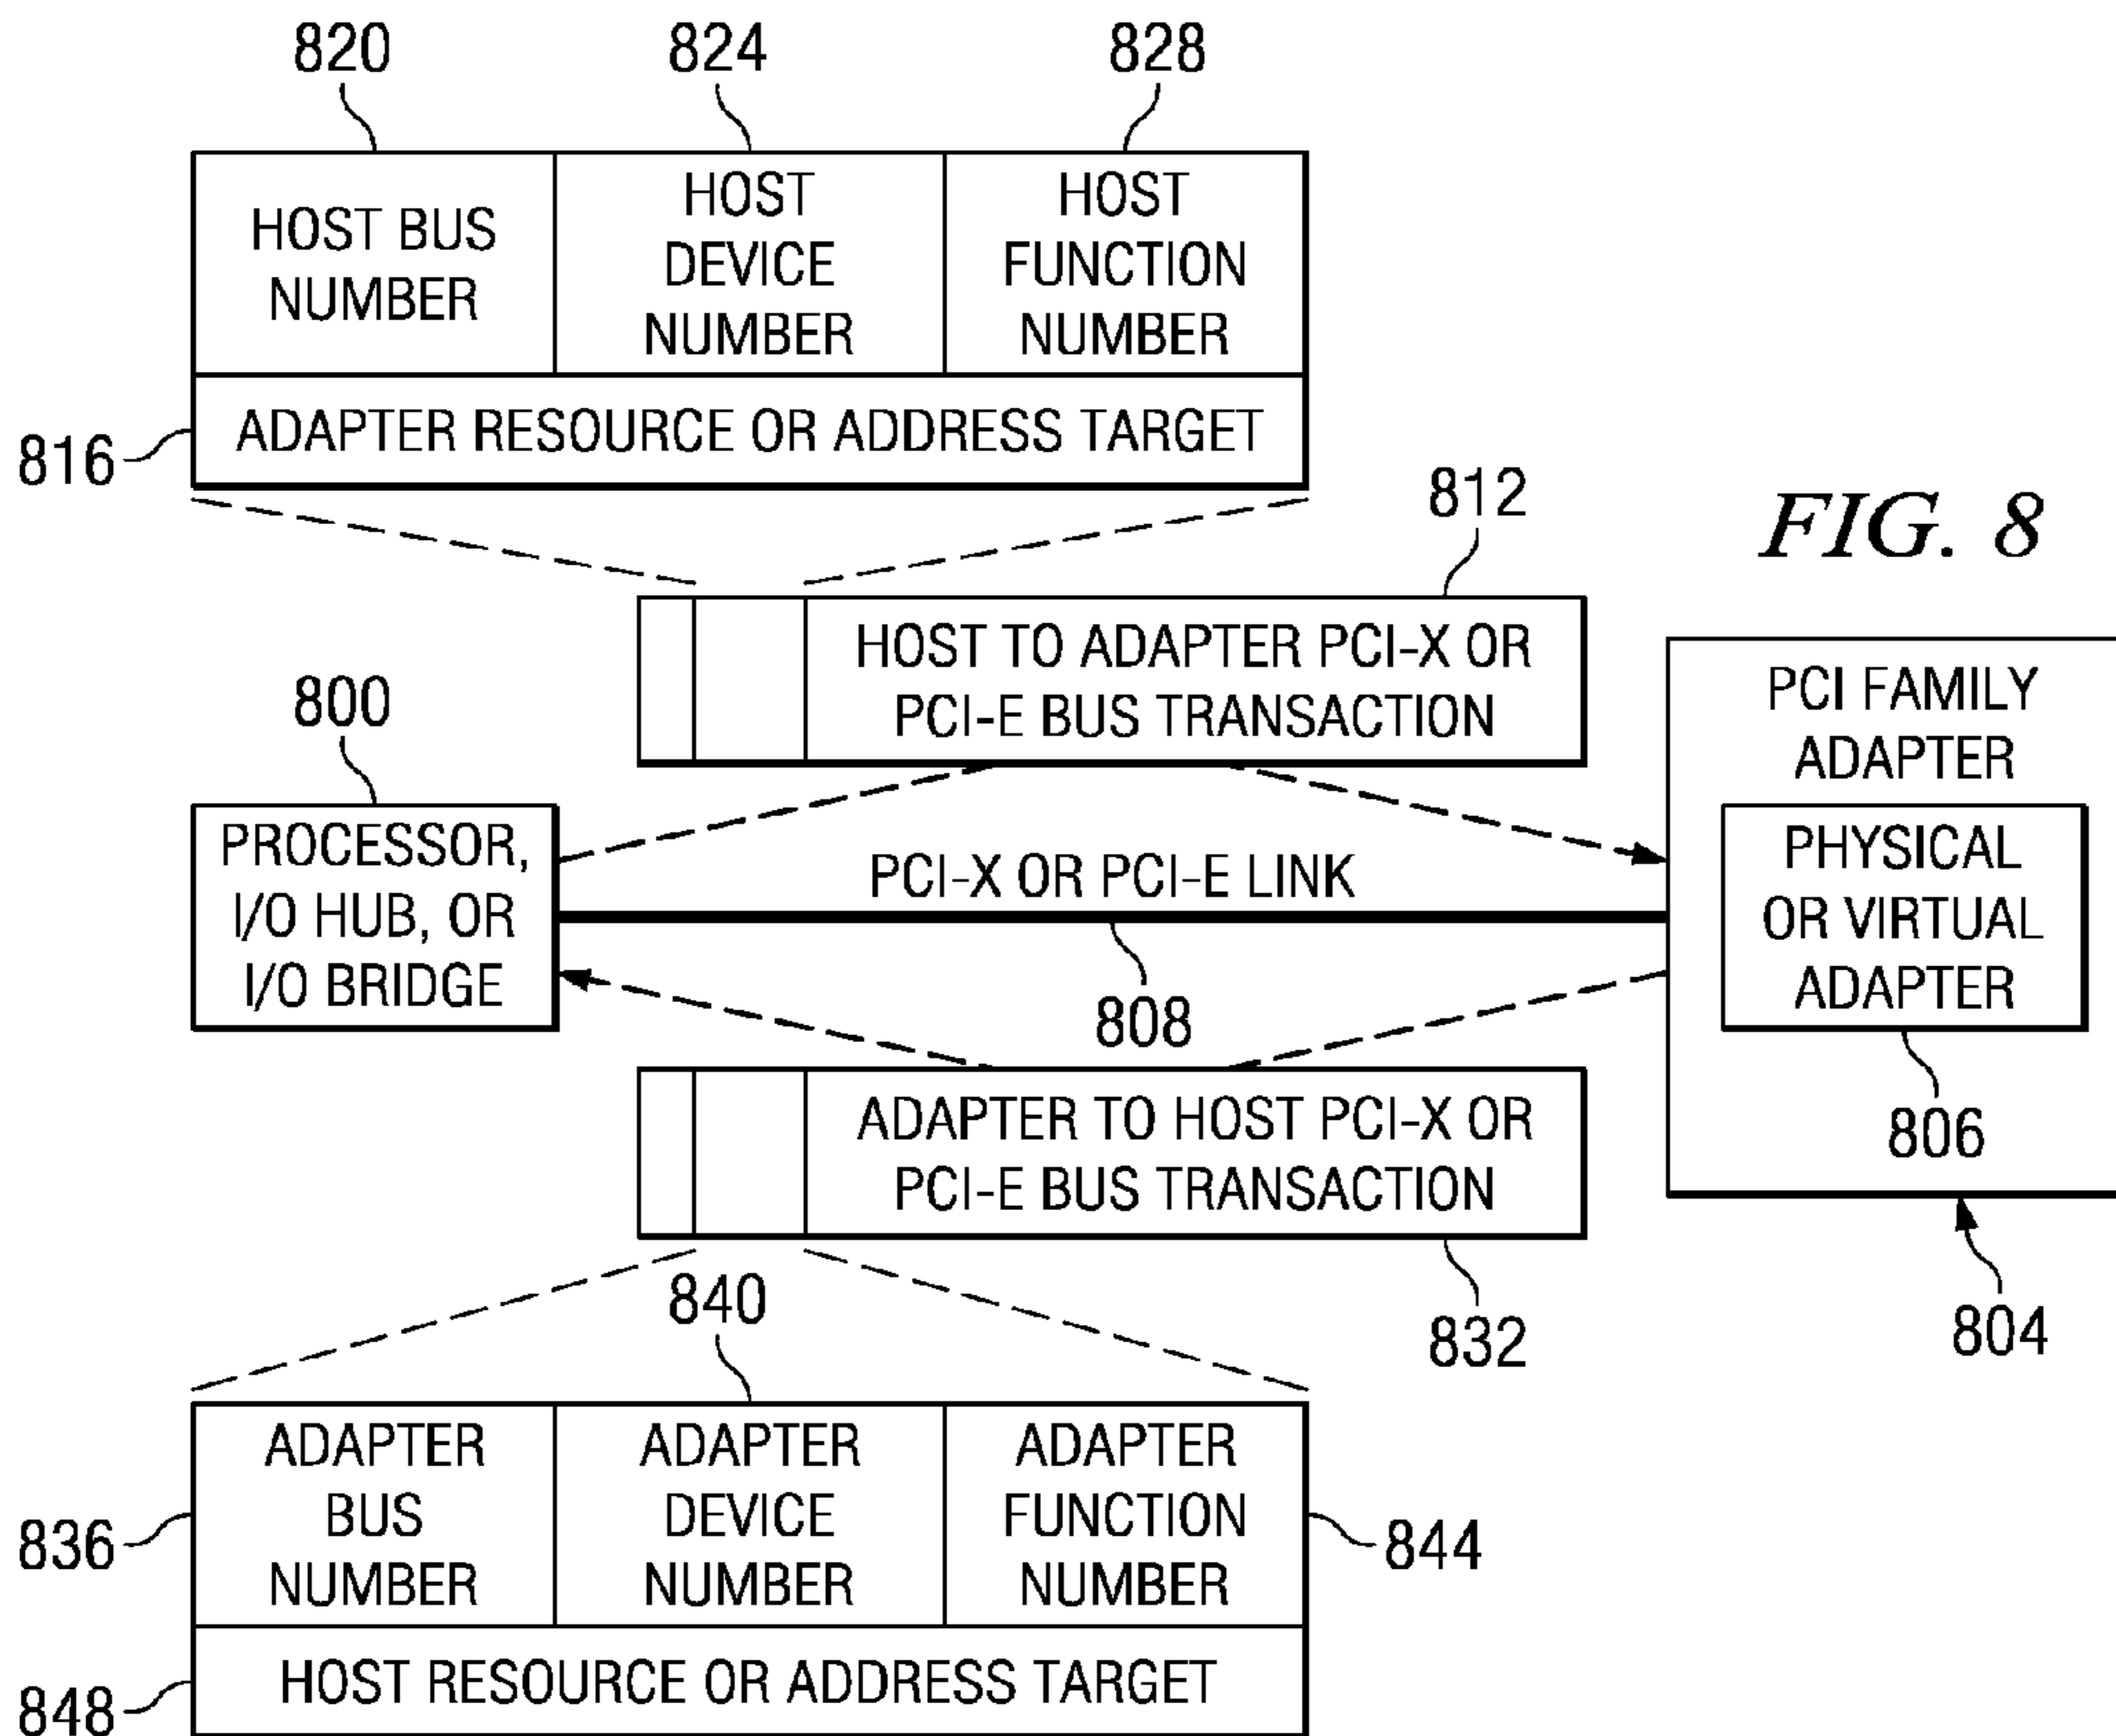 820
824
828
HOST BUS
NUMBER
HOST
DEVICE
NUMBER
HOST
FUNCTION
NUMBER
816
ADAPTER RESOURCE OR ADDRESS TARGET
812
FIG. 8
HOST TO ADAPTER PCI-X OR
PCI-E BUS TRANSACTION
800
PROCESSOR,
I/O HUB, OR
I/O BRIDGE
PCI-X OR PCI-E LINK
808
PCI FAMILY
ADAPTER
PHYSICAL
OR VIRTUAL
ADAPTER
806
804
ADAPTER TO HOST PCI-X OR
PCI-E BUS TRANSACTION
832
840
836
ADAPTER
BUS
NUMBER
ADAPTER
DEVICE
NUMBER
ADAPTER
FUNCTION
NUMBER
844
848
HOST RESOURCE OR ADDRESS TARGET